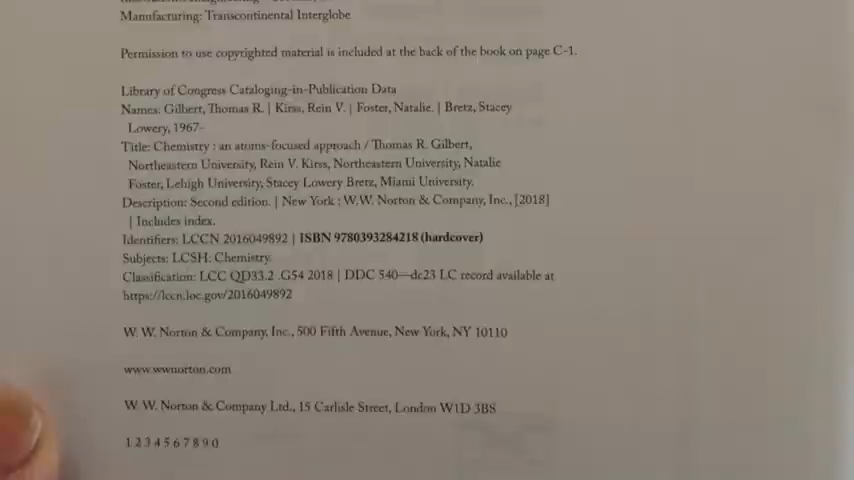 Manufacturing: Transcontinental Interglobe
Permission to use copyrighted material is included at the back of the book on page C-1.
Library of Congress Cataloging-in-Publication Data
Names: Gilbert, Thomas R. | Kirss, Rein V. | Foster, Natalie. | Bretz, Stacey
Lowery, 1967-
Title: Chemistry : an atoms-focused approach / Thomas R. Gilbert,
Northeastern University, Rein V. Kirss, Northeastern University, Natalie
Foster, Lehigh University, Stacey Lowery Bretz, Miami University.
Description: Second edition. | New York : W.W. Norton & Company, Inc., [2018]
| Includes index.
Identifiers: LCCN 2016049892 | ISBN 9780393284218 (hardcover)
Subjects: LCSH: Chemistry.
Classification: LCC QD33.2 .G54 2018 | DDC 540—dc23 LC record available at
https://lccn.loc.gov/2016049892
W. W. Norton & Company, Inc., 500 Fifth Avenue, New York, NY 10110
www.wwnorton.com
W. W. Norton & Company Ltd., 15 Carlisle Street, London W1D 3BS
1 2 3 4 5 6 7 8 9 0